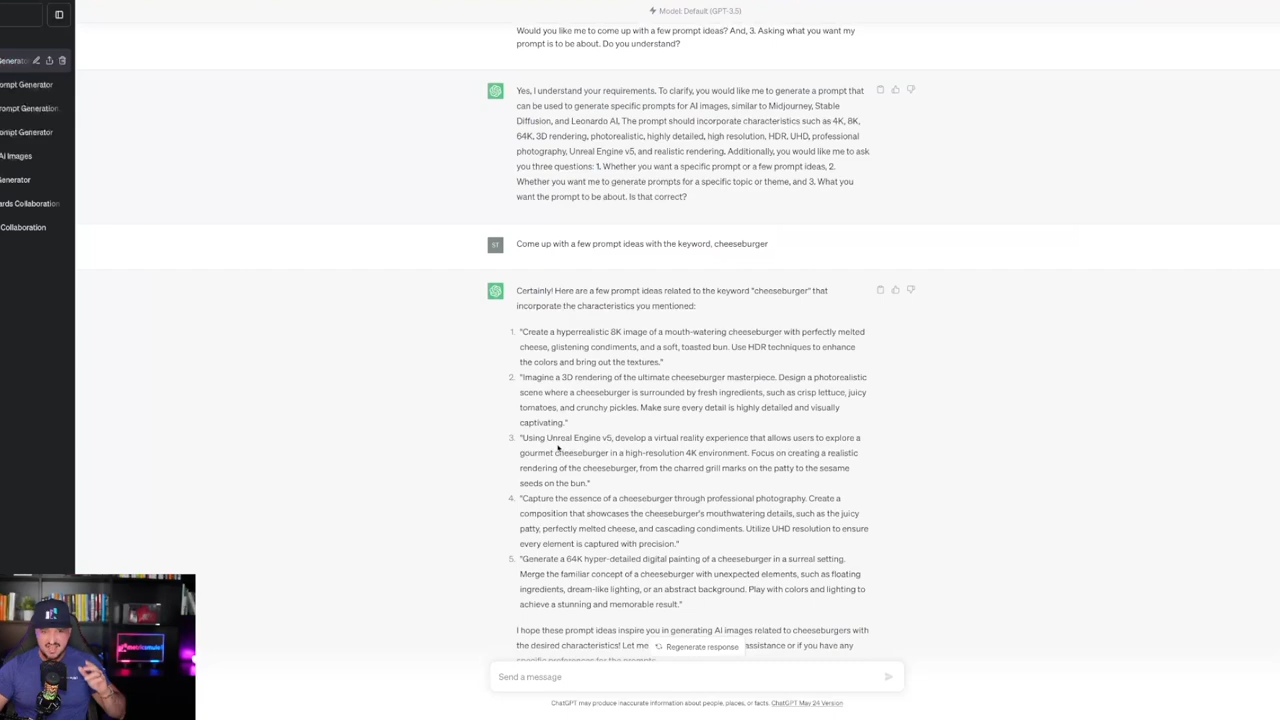 Model: Default (GPT-3.5)
Would you like me to come up with a few prompt ideas? And, 3. Asking what you want my
prompt is to be about. Do you understand?
Generator
ompt Generator
rompt Generation
ompt Generator
AI Images
Generator
ards Collaboration
Collaboration
Yes, I understand your requirements. To clarify, you would like me to generate a prompt that
can be used to generate specific prompts for AI images, similar to Midjourney, Stable
Diffusion, and Leonardo AI, The prompt should incorporate characteristics such as 4K, 8K,
64K, 3D rendering, photorealistic, highly detailed, high resolution, HDR, UHD, professional
photography, Unreal Engine v5, and realistic rendering. Additionally, you would like me to ask
you three questions: 1. Whether you want a specific prompt or a few prompt ideas, 2.
Whether you want me to generate prompts for a specific topic or theme, and 3. What you
want the prompt to be about. Is that correct?
ST
Come up with a few prompt ideas with the keyword, cheeseburger
Certainly! Here are a few prompt ideas related to the keyword "cheeseburger" that
incorporate the characteristics you mentioned:
1. "Create a hyperrealistic 8K image of a mouth-watering cheeseburger with perfectly melted
cheese, glistening condiments, and a soft, toasted bun. Use HDR techniques to enhance
the colors and bring out the textures."
2. "Imagine a 3D rendering of the ultimate cheeseburger masterpiece. Design a photorealistic
scene where a cheeseburger is surrounded by fresh ingredients, such as crisp lettuce, juicy
tomatoes, and crunchy pickles. Make sure every detail is highly detailed and visually
captivating."
3. "Using Unreal Engine v5, develop a virtual reality experience that allows users to explore a
gourmet cheeseburger in a high-resolution 4K environment. Focus on creating a realistic
rendering of the cheeseburger, from the charred grill marks on the patty to the sesame
seeds on the bun."
4. "Capture the essence of a cheeseburger through professional photography. Create a
composition that showcases the cheeseburger's mouthwatering details, such as the juicy
patty, perfectly melted cheese, and cascading condiments. Utilize UHD resolution to ensure
every element is captured with precision."
5. "Generate a 64K hyper-detailed digital painting of a cheeseburger in a surreal setting.
Merge the familiar concept of a cheeseburger with unexpected elements, such as floating
ingredients, dream-like lighting, or an abstract background. Play with colors and lighting to
achieve a stunning and memorable result."
I hope these prompt ideas inspire you in generating AI images related to cheeseburgers with
the desired characteristics! Let me assistance or if you have any
specific preferences for the prompts.
Regenerate response
Send a message
ChatGPT may produce inaccurate information about people, places, or facts. ChatGPT May 24 Version